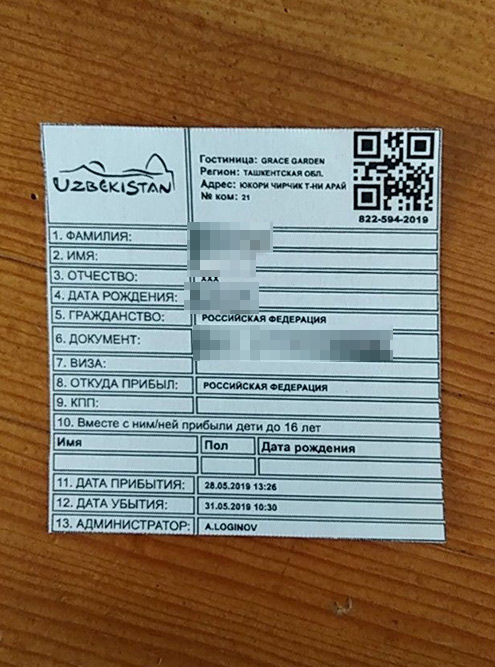 UZBEKISTAN
Гостиница: GRACE GARDEN
Регион: ТАШКЕНТСКАЯ ОБЛ.
Адрес: ЮКОРИ ЧИРЧИК Т-НИ АРАЙ
№ ком: 21
822-594-2019
1. ФАМИЛИЯ:
2. ИМЯ:
3. ОТЧЕСТВО: XXX
4. ДАТА РОЖДЕНИЯ:
5. ГРАЖДАНСТВО: РОССИЙСКАЯ ФЕДЕРАЦИЯ
6. ДОКУМЕНТ:
7. ВИЗА:
8. ОТКУДА ПРИБЫЛ: РОССИЙСКАЯ ФЕДЕРАЦИЯ
9. КПП:
10. Вместе с ним/ней прибыли дети до 16 лет
Имя Пол Дата рождения
11. ДАТА ПРИБЫТИЯ: 28.05.2019 13:26
12. ДАТА УБЫТИЯ: 31.05.2019 10:30
13. АДМИНИСТРАТОР: A.LOGINOV